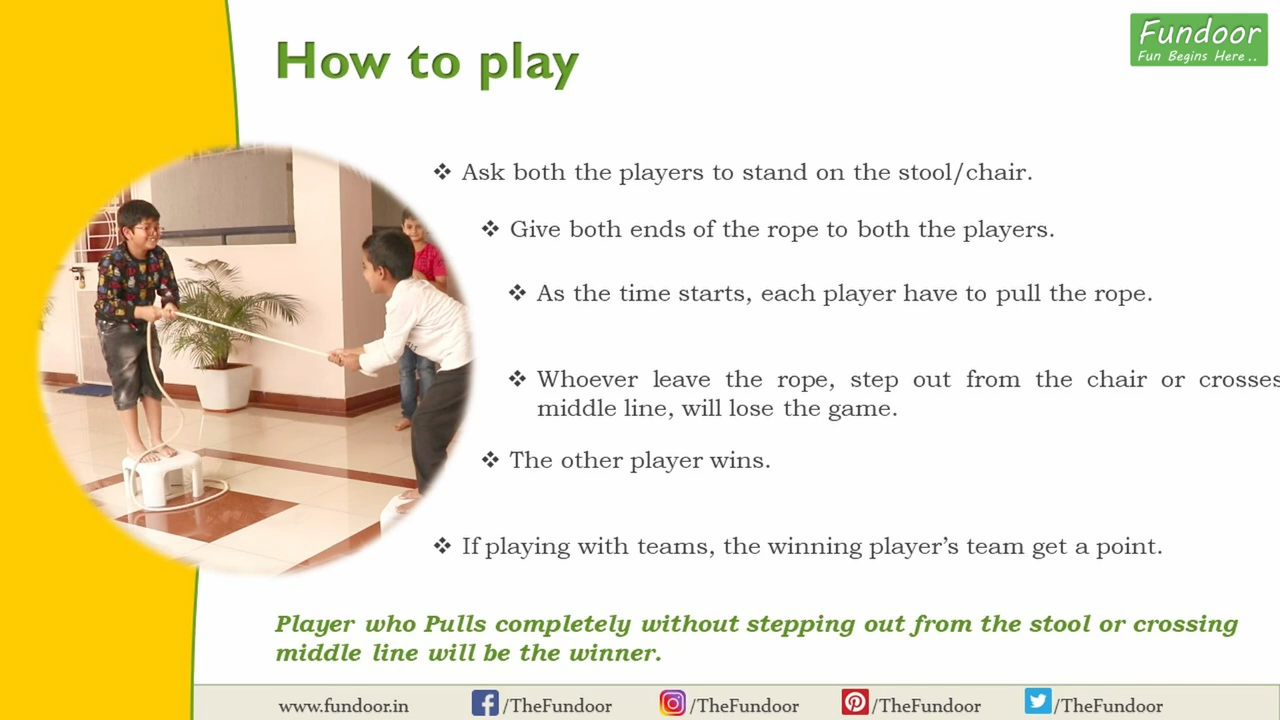 How to play
Fundoor
Fun Begins Here ..
❖ Ask both the players to stand on the stool/chair.
❖ Give both ends of the rope to both the players.
❖ As the time starts, each player have to pull the rope.
❖ Whoever leave the rope, step out from the chair or crosses
middle line, will lose the game.
❖ The other player wins.
❖ If playing with teams, the winning player’s team get a point.
Player who Pulls completely without stepping out from the stool or crossing
middle line will be the winner.
www.fundoor.in /TheFundoor /TheFundoor /TheFundoor /TheFundoor